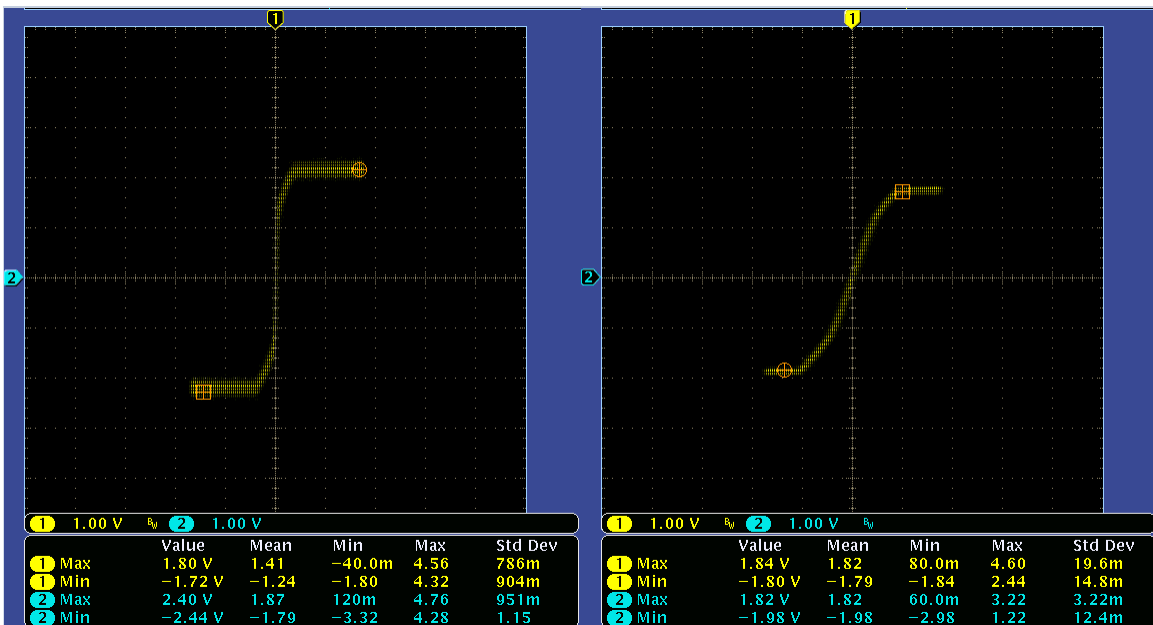 1 1
2 2
1 1.00 V BW 2 1.00 V
Value Mean Min Max Std Dev
1 Max 1.80 V 1.41 −40.0m 4.56 786m
1 Min −1.72 V −1.24 −1.80 4.32 904m
2 Max 2.40 V 1.87 120m 4.76 951m
2 Min −2.44 V −1.79 −3.32 4.28 1.15
1 1.00 V BW 2 1.00 V BW
Value Mean Min Max Std Dev
1 Max 1.84 V 1.82 80.0m 4.60 19.6m
1 Min −1.80 V −1.79 −1.84 2.44 14.8m
2 Max 1.82 V 1.82 60.0m 3.22 3.22m
2 Min −1.98 V −1.98 −2.98 1.22 12.4m